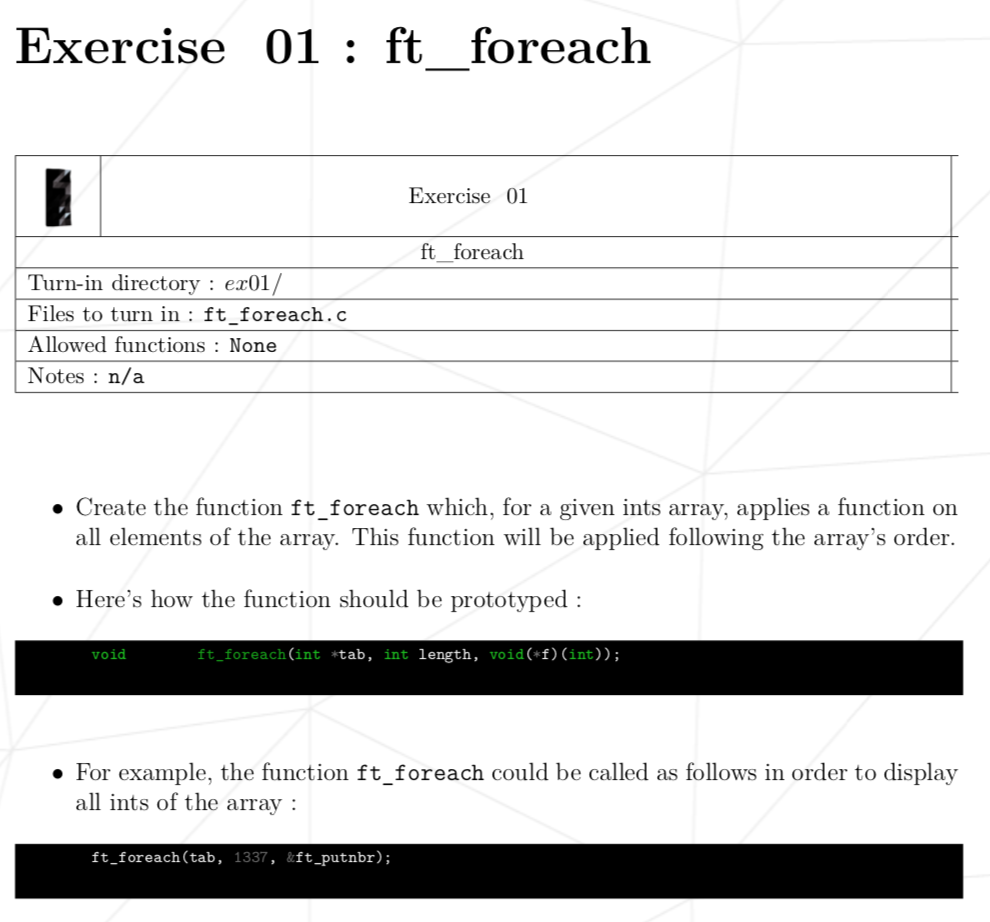 Exercise 01 : ft_foreach
Exercise 01
ft_foreach
Turn-in directory : ex01/
Files to turn in : ft_foreach.c
Allowed functions : None
Notes : n/a
• Create the function ft_foreach which, for a given ints array, applies a function on
all elements of the array. This function will be applied following the array's order.
• Here's how the function should be prototyped :
void ft_foreach(int *tab, int length, void(*f)(int));
• For example, the function ft_foreach could be called as follows in order to display
all ints of the array :
ft_foreach(tab, 1337, &ft_putnbr);